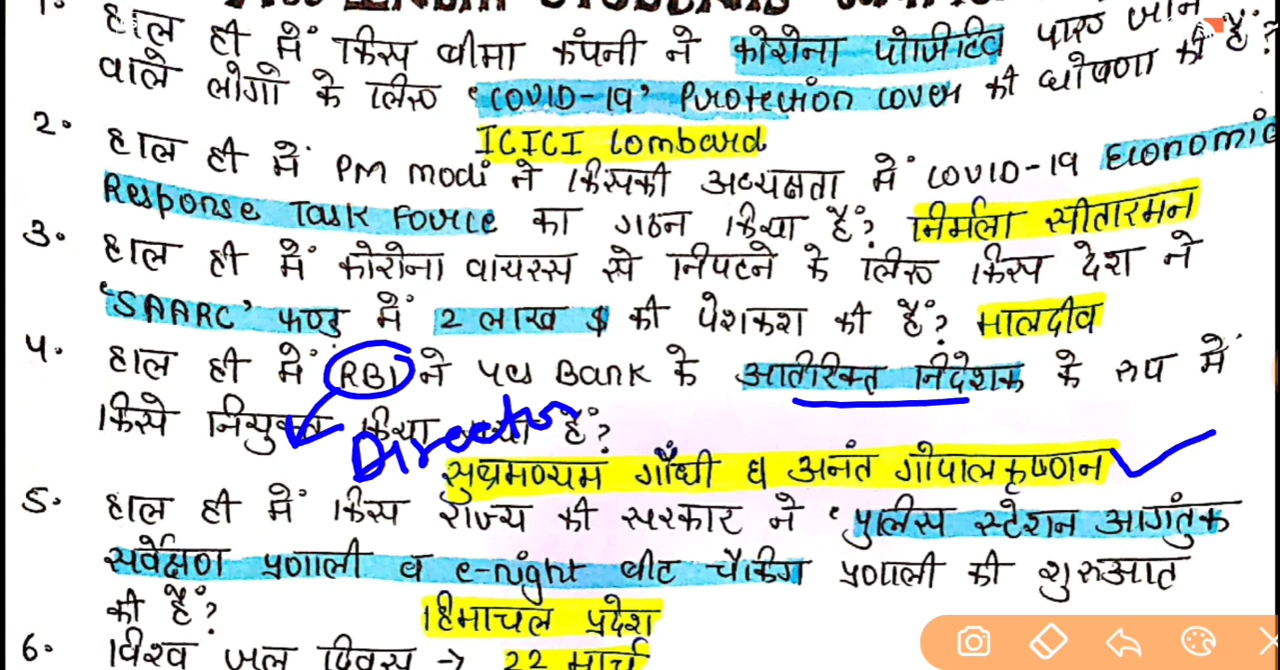 1. हाल ही में किस बीमा कंपनी ने कोरोना पोजिटिव पाए जाने
वाले लोगो के लिए 'COVID-19' Protection cover की घोषणा की हैं?
ICICI Lombard
2. हाल ही में PM modi ने किसकी अध्यक्षता में COVID-19 Economic
Response Task Force का गठन किया हैं? निर्मला सीतारमन
3. हाल ही में कोरोना वायरस से निपटने के लिए किस देश ने
'SAARC' फण्ड में 2 लाख $ की पेशकश की हैं? मालदीव
4. हाल ही में RBI ने yes Bank के आतिरिक्त निदेशक के रुप में
किसे नियुक्त किया गया हैं?
Director
सुब्रमण्यम गाँधी व अनंत गोपालकृष्णन
5. हाल ही में किस राज्य की सरकार ने 'पुलिस स्टेशन आगंतुक
सर्वेक्षण प्रणाली व e-night बीट चैकिंग प्रणाली की शुरुआत
की हैं? हिमाचल प्रदेश
6. विश्व जल दिवस → 22 मार्च